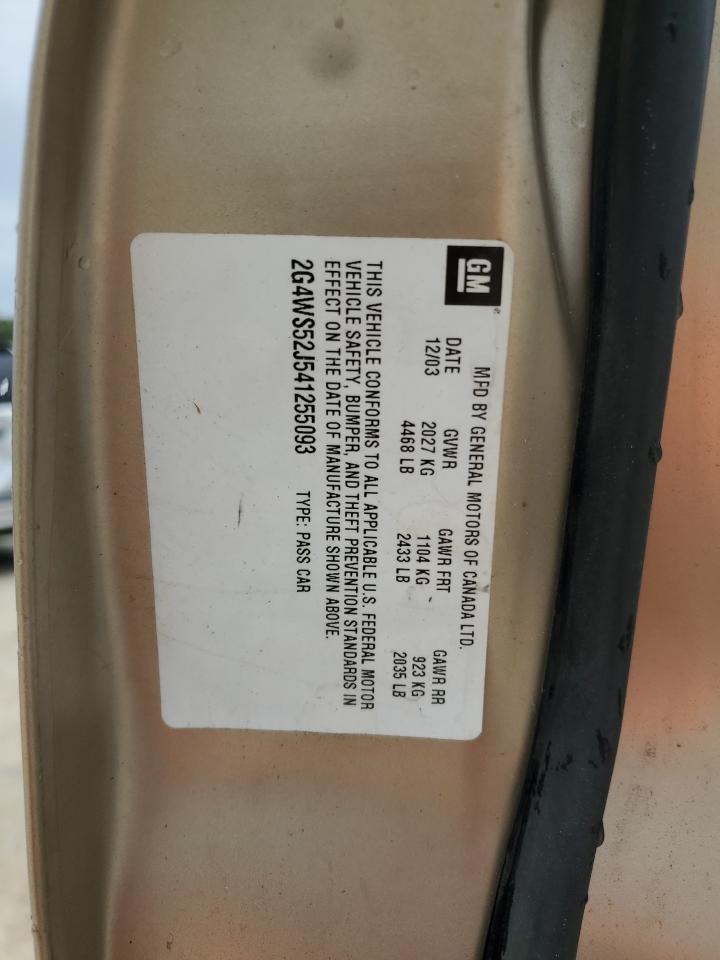 GM
MFD BY GENERAL MOTORS OF CANADA LTD.
DATE GVWR GAWR FRT GAWR RR
12/03 2027 KG 1104 KG 923 KG
4468 LB 2433 LB 2035 LB
THIS VEHICLE CONFORMS TO ALL APPLICABLE U.S. FEDERAL MOTOR
VEHICLE SAFETY, BUMPER, AND THEFT PREVENTION STANDARDS IN
EFFECT ON THE DATE OF MANUFACTURE SHOWN ABOVE.
2G4WS52J541255093 TYPE: PASS CAR